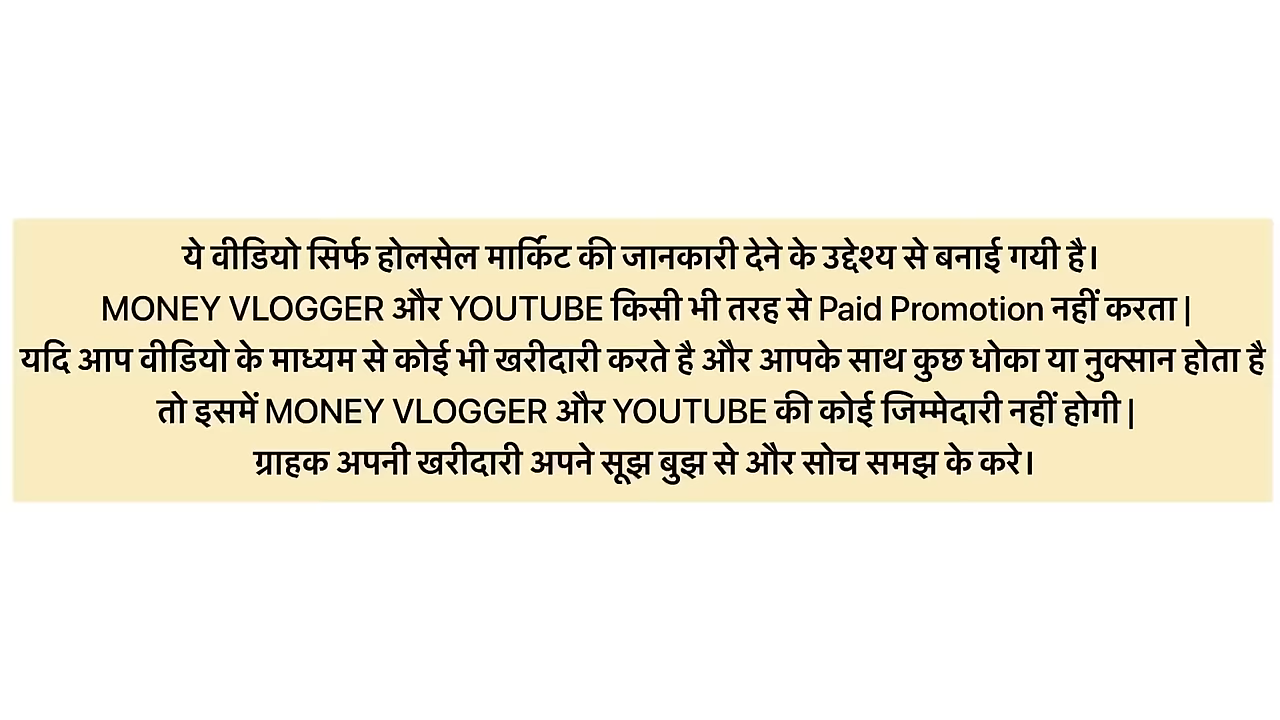 ये वीडियो सिर्फ होलसेल मार्किट की जानकारी देने के उद्देश्य से बनाई गयी है।
MONEY VLOGGER और YOUTUBE किसी भी तरह से Paid Promotion नहीं करता |
यदि आप वीडियो के माध्यम से कोई भी खरीदारी करते है और आपके साथ कुछ धोका या नुक्सान होता है
तो इसमें MONEY VLOGGER और YOUTUBE की कोई जिम्मेदारी नहीं होगी |
ग्राहक अपनी खरीदारी अपने सूझ बुझ से और सोच समझ के करे।